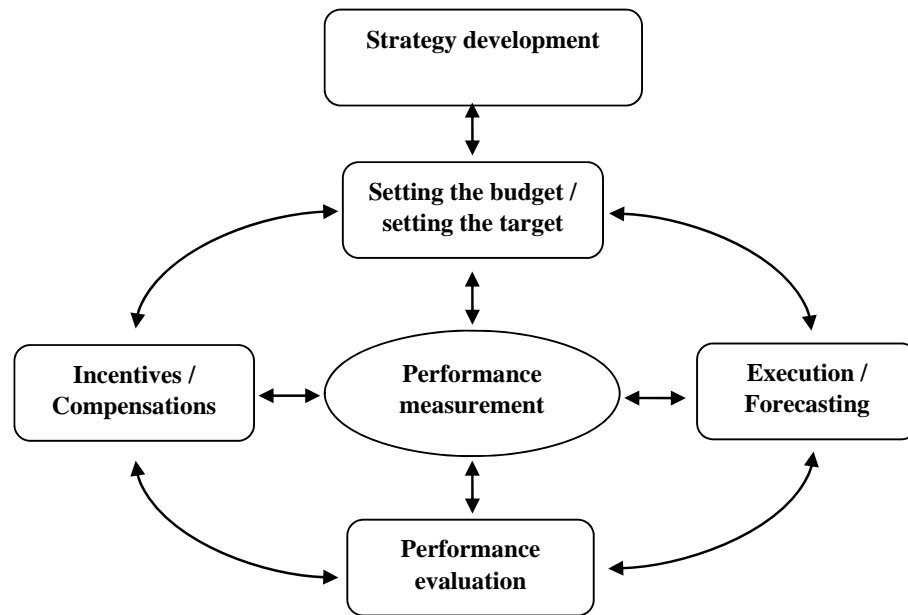 Strategy development
Setting the budget /
setting the target
Incentives /
Compensations
Performance
measurement
Execution /
Forecasting
Performance
evaluation